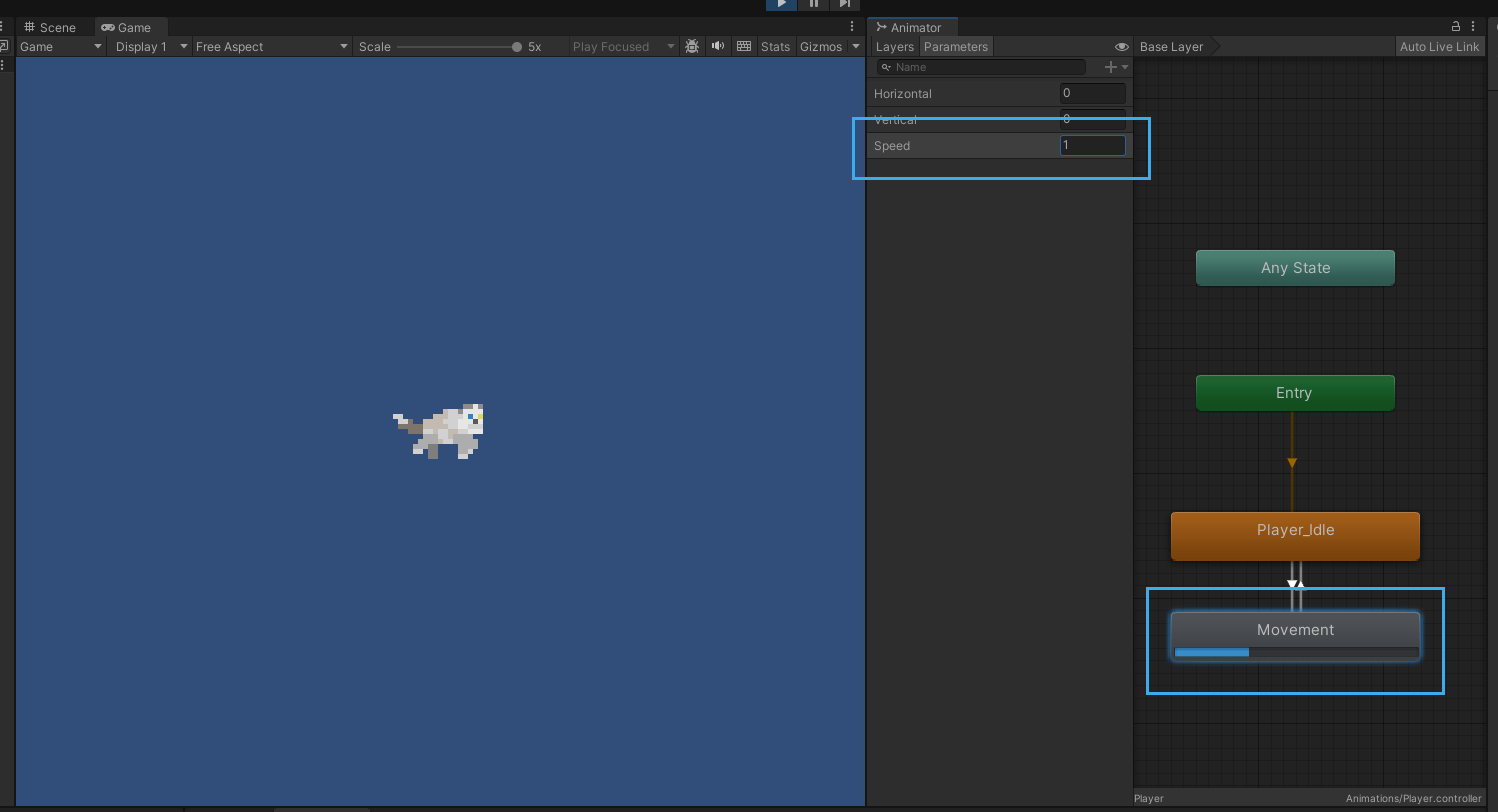 Scene Game
Game Display 1 Free Aspect Scale 5x Play Focused Stats Gizmos
Animator
Layers Parameters Base Layer Auto Live Link
Name
Horizontal 0
Vertical 0
Speed 1
Any State
Entry
Player_Idle
Movement
Player Animations/Player.controller